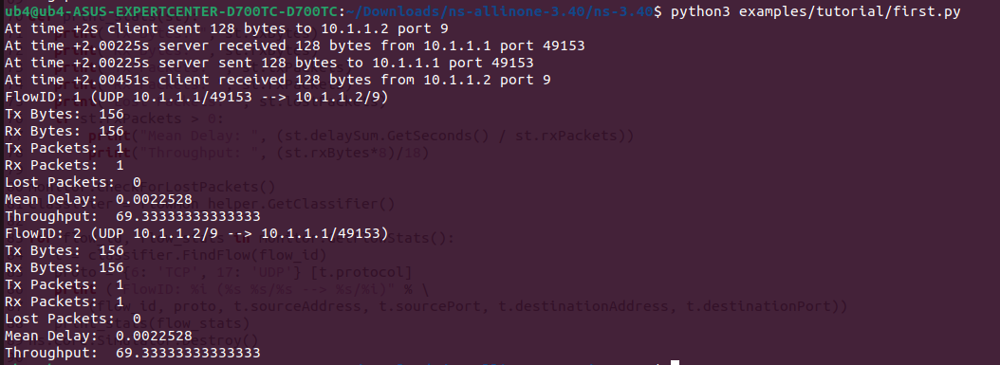 ub4@ub4-ASUS-EXPERTCENTER-D700TC-D700TC:~/Downloads/ns-allinone-3.40/ns-3.40$ python3 examples/tutorial/first.py
At time +2s client sent 128 bytes to 10.1.1.2 port 9
At time +2.00225s server received 128 bytes from 10.1.1.1 port 49153
At time +2.00225s server sent 128 bytes to 10.1.1.1 port 49153
At time +2.00451s client received 128 bytes from 10.1.1.2 port 9
FlowID: 1 (UDP 10.1.1.1/49153 --> 10.1.1.2/9)
Tx Bytes:  156
Rx Bytes:  156
Tx Packets:  1
Rx Packets:  1
Lost Packets:  0
Mean Delay:  0.0022528
Throughput:  69.33333333333333
FlowID: 2 (UDP 10.1.1.2/9 --> 10.1.1.1/49153)
Tx Bytes:  156
Rx Bytes:  156
Tx Packets:  1
Rx Packets:  1
Lost Packets:  0
Mean Delay:  0.0022528
Throughput:  69.33333333333333